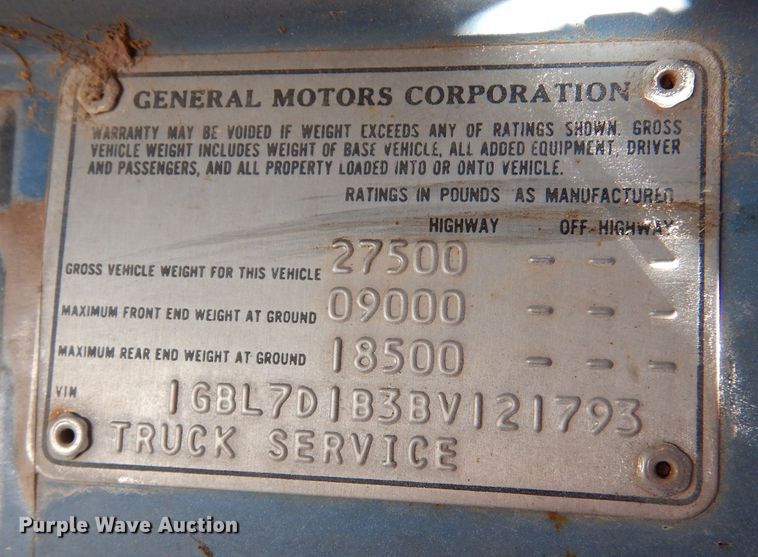 GENERAL MOTORS CORPORATION
WARRANTY MAY BE VOIDED IF WEIGHT EXCEEDS ANY OF RATINGS SHOWN. GROSS
VEHICLE WEIGHT INCLUDES WEIGHT OF BASE VEHICLE, ALL ADDED EQUIPMENT, DRIVER
AND PASSENGERS, AND ALL PROPERTY LOADED INTO OR ONTO VEHICLE.
RATINGS IN POUNDS AS MANUFACTURED
HIGHWAY OFF-HIGHWAY
GROSS VEHICLE WEIGHT FOR THIS VEHICLE 27500 - - -
MAXIMUM FRONT END WEIGHT AT GROUND 09000 - - -
MAXIMUM REAR END WEIGHT AT GROUND 18500 - - -
VIN 1GBL7D1B3BV121793
TRUCK SERVICE
Purple Wave Auction